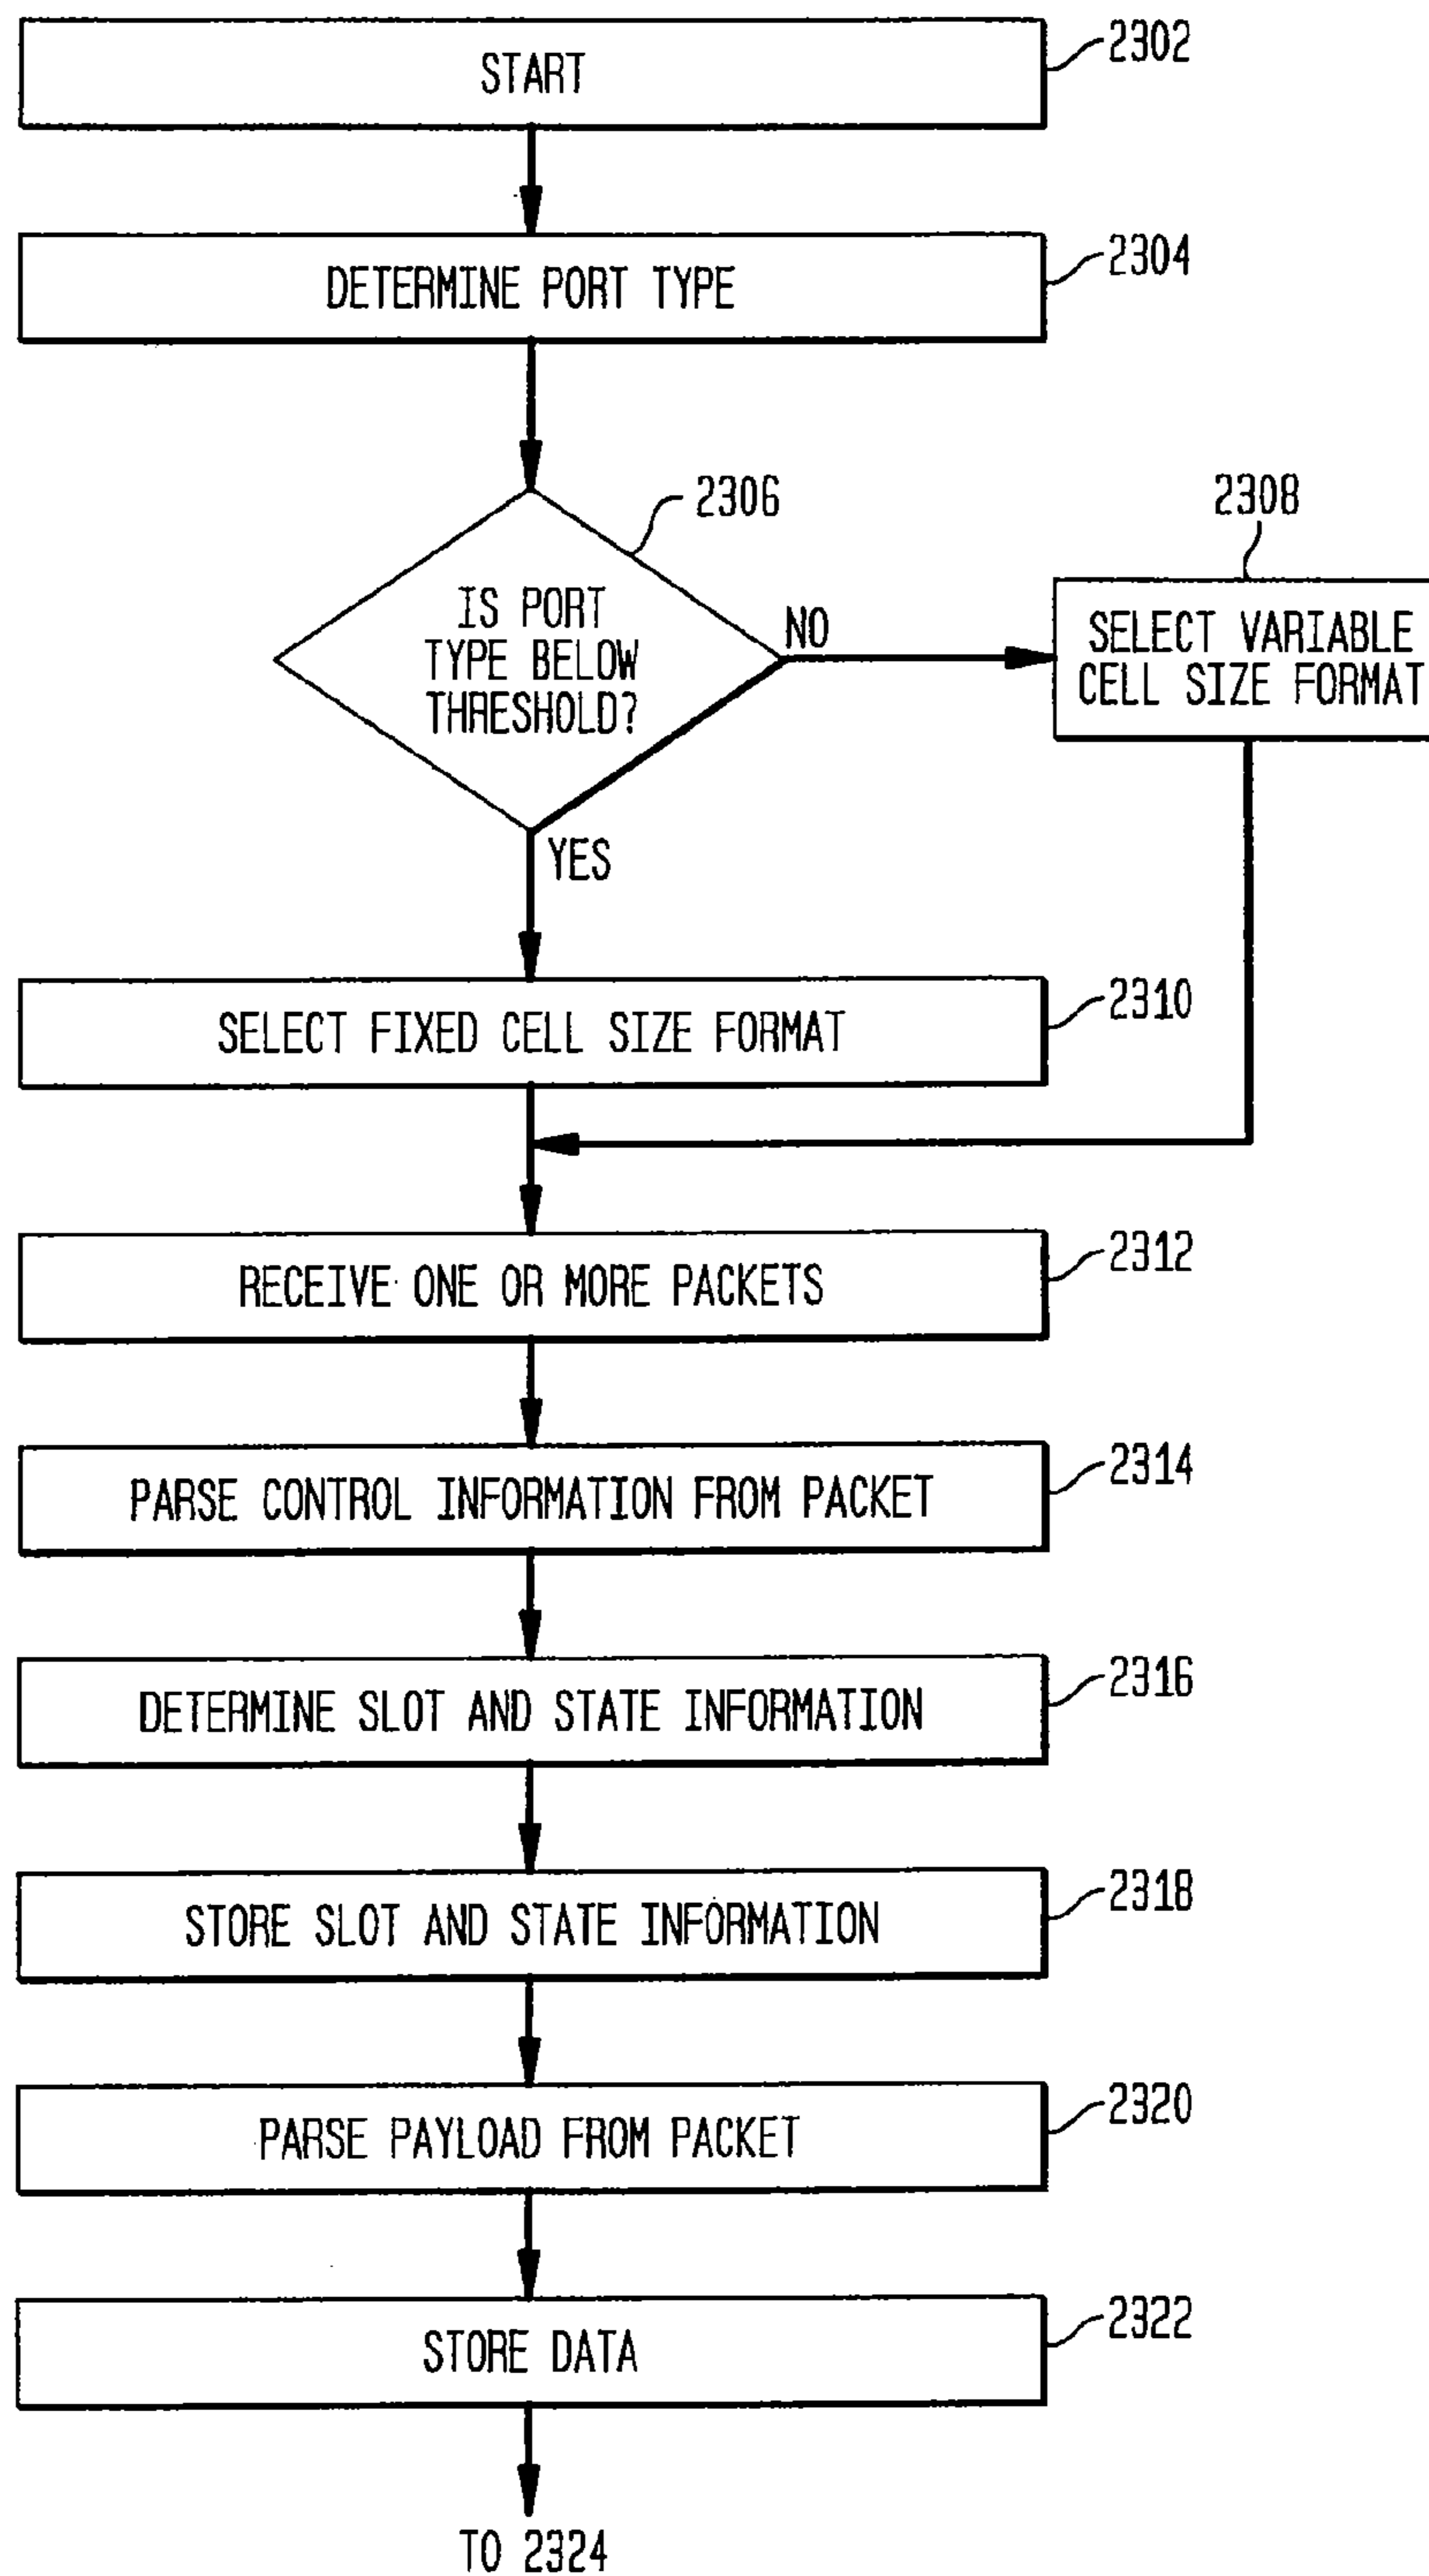 START
2302
DETERMINE PORT TYPE
2304
2306
IS PORT
TYPE BELOW
THRESHOLD?
NO
YES
2308
SELECT VARIABLE
CELL SIZE FORMAT
SELECT FIXED CELL SIZE FORMAT
2310
RECEIVE ONE OR MORE PACKETS
2312
PARSE CONTROL INFORMATION FROM PACKET
2314
DETERMINE SLOT AND STATE INFORMATION
2316
STORE SLOT AND STATE INFORMATION
2318
PARSE PAYLOAD FROM PACKET
2320
STORE DATA
2322
TO 2324